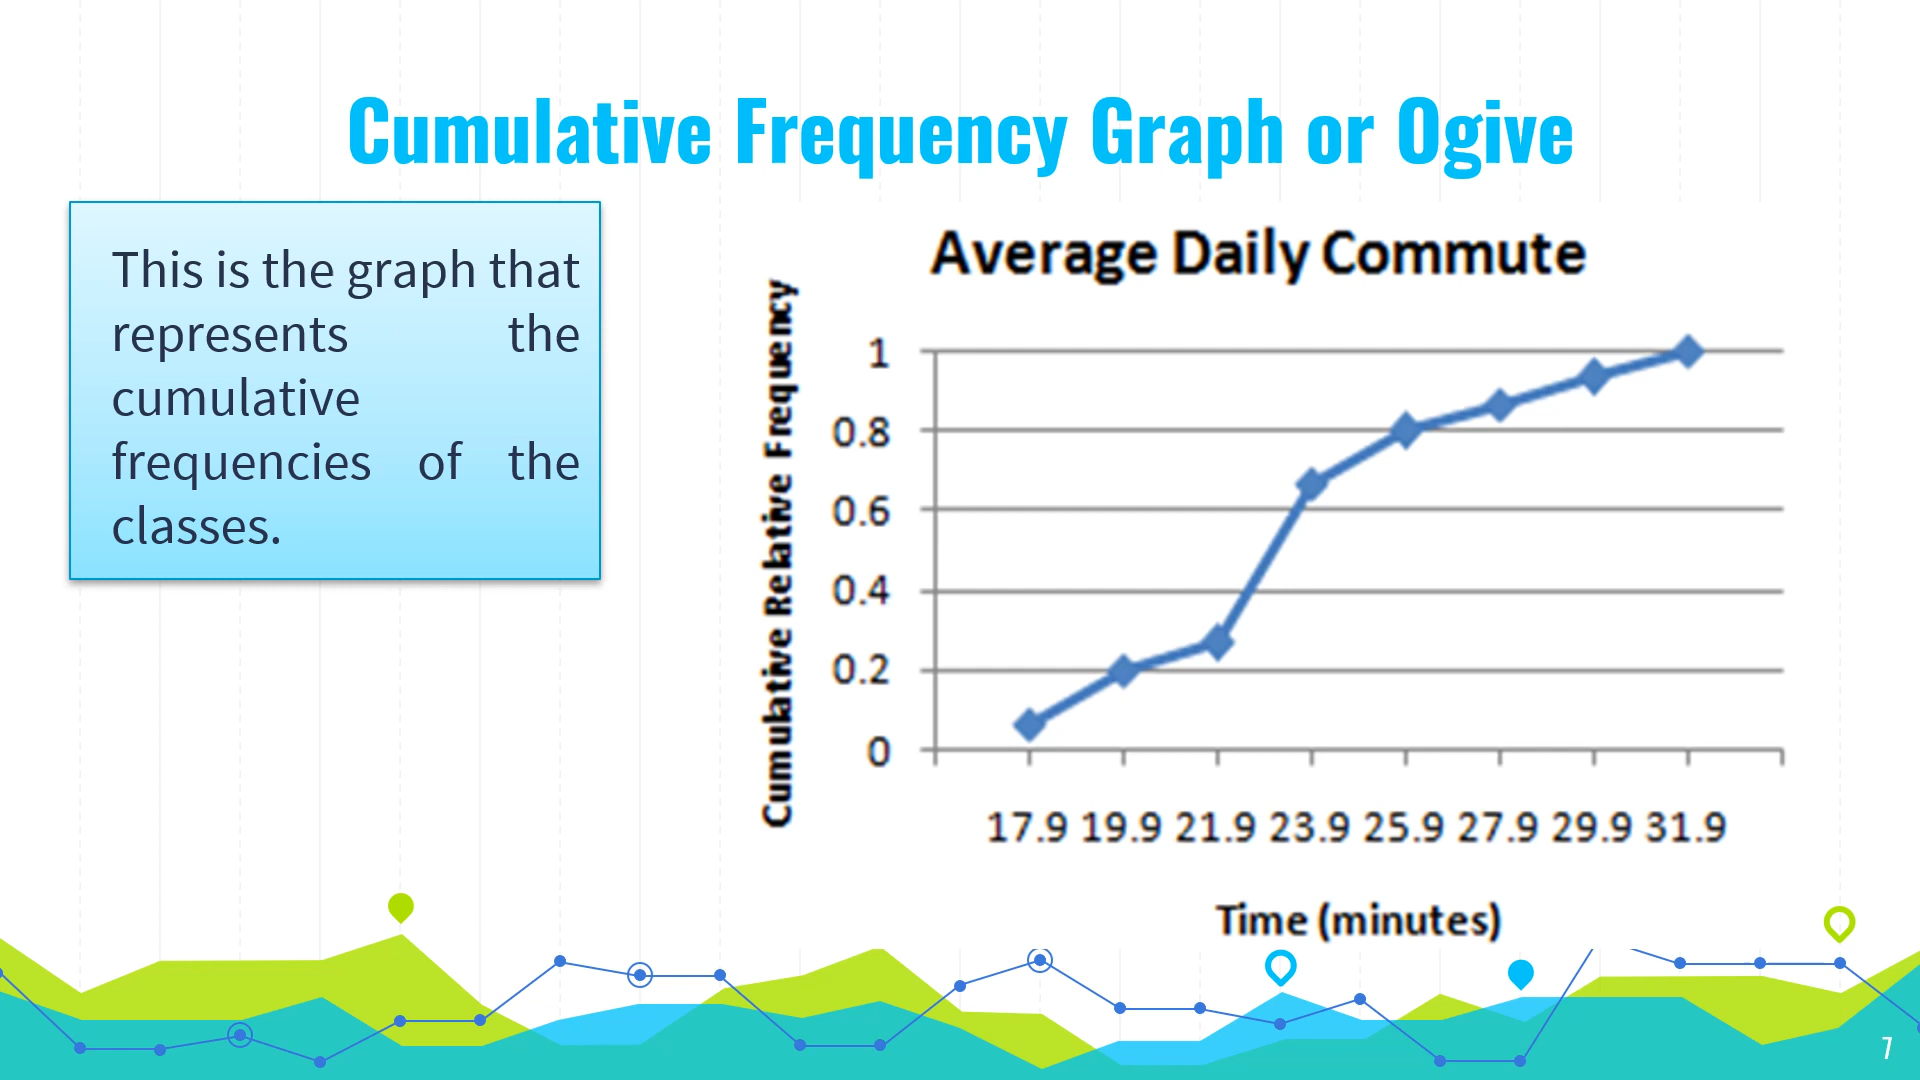 Cumulative Frequency Graph or Ogive
This is the graph that
represents the
cumulative
frequencies of the
classes.
Average Daily Commute
Cumulative Relative Frequency
1
0.8
0.6
0.4
0.2
0
17.9 19.9 21.9 23.9 25.9 27.9 29.9 31.9
Time (minutes)
7